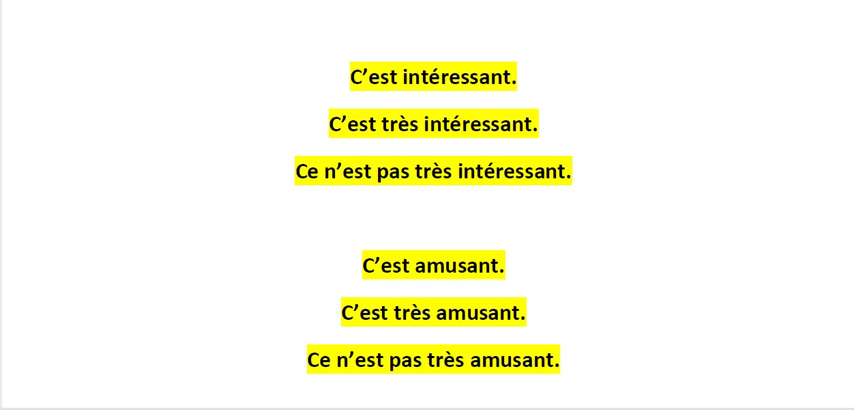 C’est intéressant.
C’est très intéressant.
Ce n’est pas très intéressant.
C’est amusant.
C’est très amusant.
Ce n’est pas très amusant.